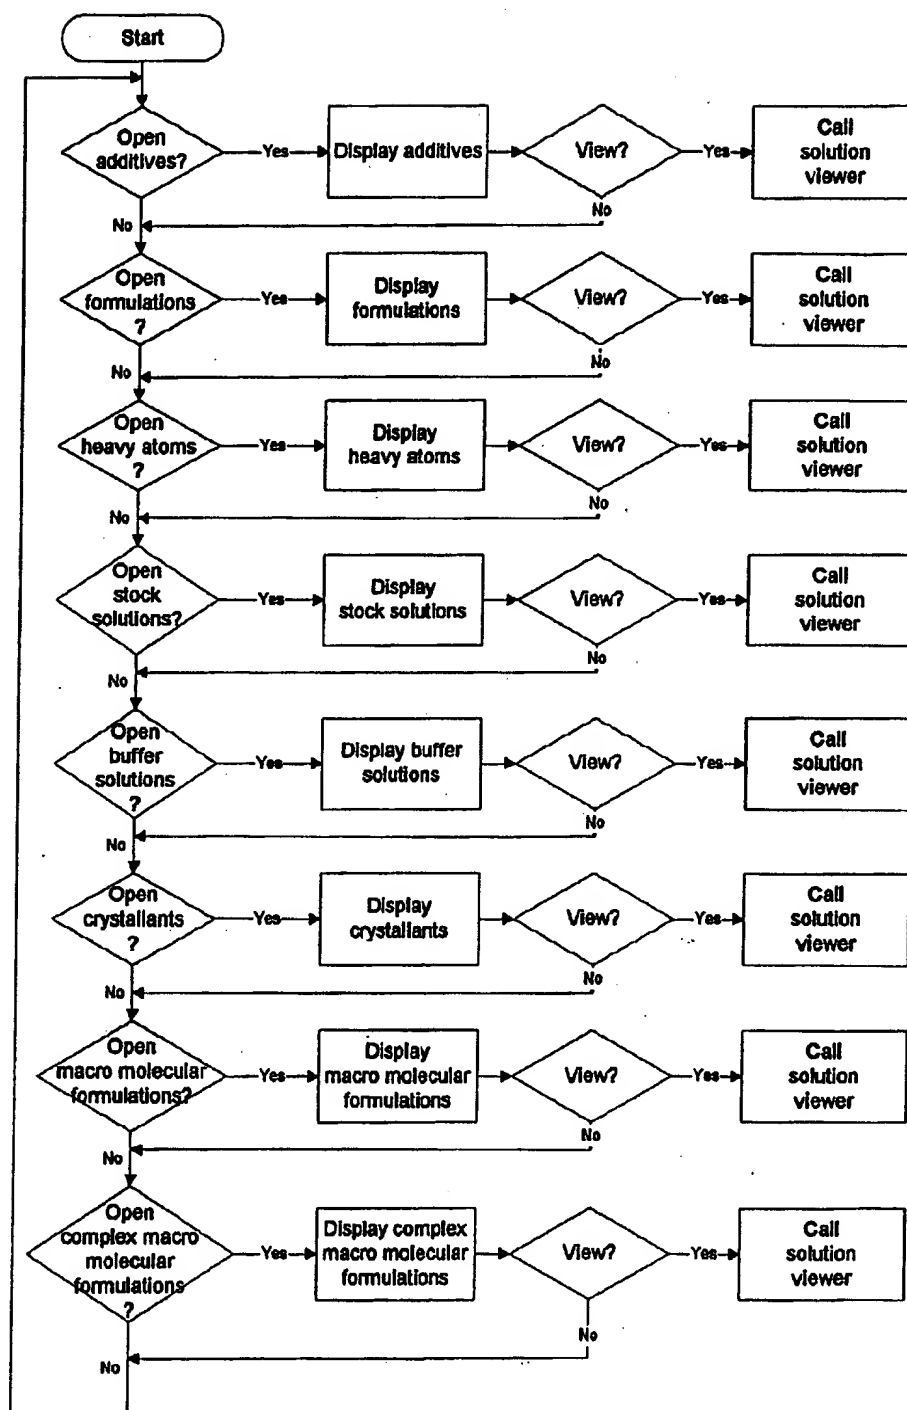 Start
Open
additives?
Yes
Display additives
View?
Yes
Call
solution
viewer
No
No
Open
formulations
?
Yes
Display
formulations
View?
Yes
Call
solution
viewer
No
No
Open
heavy atoms
?
Yes
Display
heavy atoms
View?
Yes
Call
solution
viewer
No
No
Open
stock
solutions?
Yes
Display
stock solutions
View?
Yes
Call
solution
viewer
No
No
Open
buffer
solutions
?
Yes
Display buffer
solutions
View?
Yes
Call
solution
viewer
No
No
Open
crystallants
?
Yes
Display
crystallants
View?
Yes
Call
solution
viewer
No
No
Open
macro molecular
formulations?
Yes
Display
macro molecular
formulations
View?
Yes
Call
solution
viewer
No
No
Open
complex macro
molecular
formulations
?
Yes
Display complex
macro molecular
formulations
View?
Yes
Call
solution
viewer
No
No